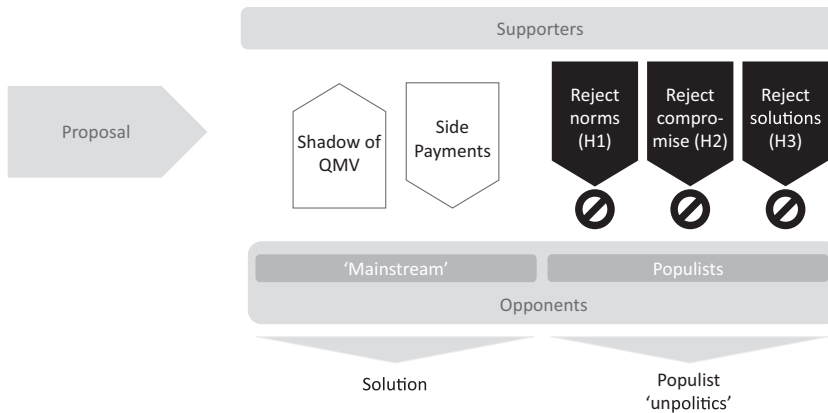 Supporters
Proposal
Shadow of
QMV
Side
Payments
Reject
norms
(H1)
Reject
compro-
mise (H2)
Reject
solutions
(H3)
‘Mainstream’
Populists
Opponents
Solution
Populist
‘unpolitics’